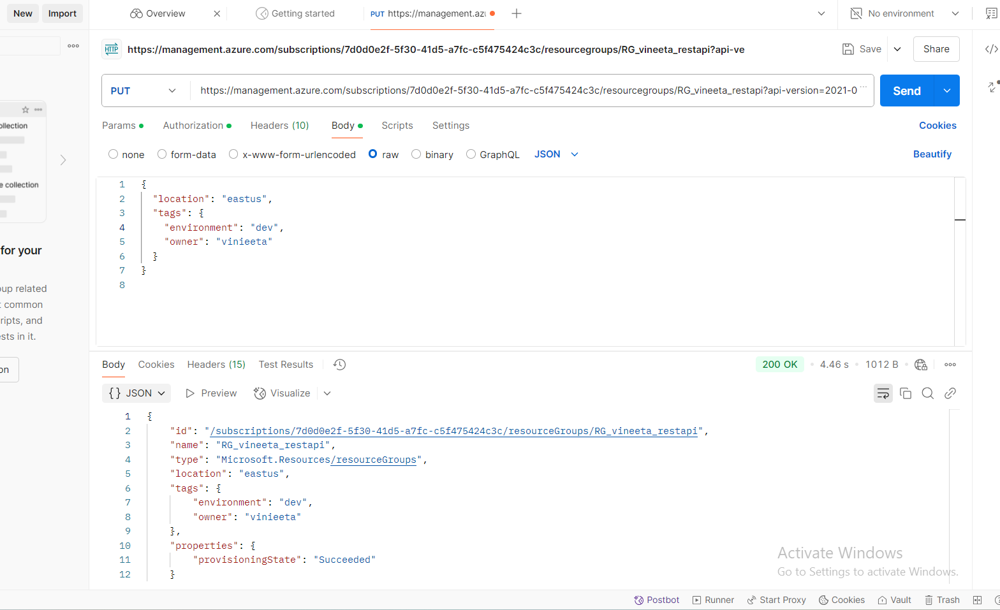 New
Import
Overview
Getting started
PUT https://management.azu
No environment
HTTP
https://management.azure.com/subscriptions/7d0d0e2f-5f30-41d5-a7fc-c5f475424c3c/resourcegroups/RG_vineeta_restapi?api-ve
Save
Share
PUT
https://management.azure.com/subscriptions/7d0d0e2f-5f30-41d5-a7fc-c5f475424c3c/resourcegroups/RG_vineeta_restapi?api-version=2021-0
Send
Params
Authorization
Headers (10)
Body
Scripts
Settings
Cookies
none
form-data
x-www-form-urlencoded
raw
binary
GraphQL
JSON
Beautify
ollection
e collection
for your
oup related
t common
ripts, and
ests in it.
on
1 {
2 "location": "eastus",
3 "tags": {
4 "environment": "dev",
5 "owner": "vinieeta"
6 }
7 }
8
Body
Cookies
Headers (15)
Test Results
200 OK
4.46 s
1012 B
{} JSON
Preview
Visualize
1 {
2 "id": "/subscriptions/7d0d0e2f-5f30-41d5-a7fc-c5f475424c3c/resourceGroups/RG_vineeta_restapi",
3 "name": "RG_vineeta_restapi",
4 "type": "Microsoft.Resources/resourceGroups",
5 "location": "eastus",
6 "tags": {
7 "environment": "dev",
8 "owner": "vinieeta"
9 },
10 "properties": {
11 "provisioningState": "Succeeded"
12 }
Activate Windows
Go to Settings to activate Windows.
Postbot
Runner
Start Proxy
Cookies
Vault
Trash